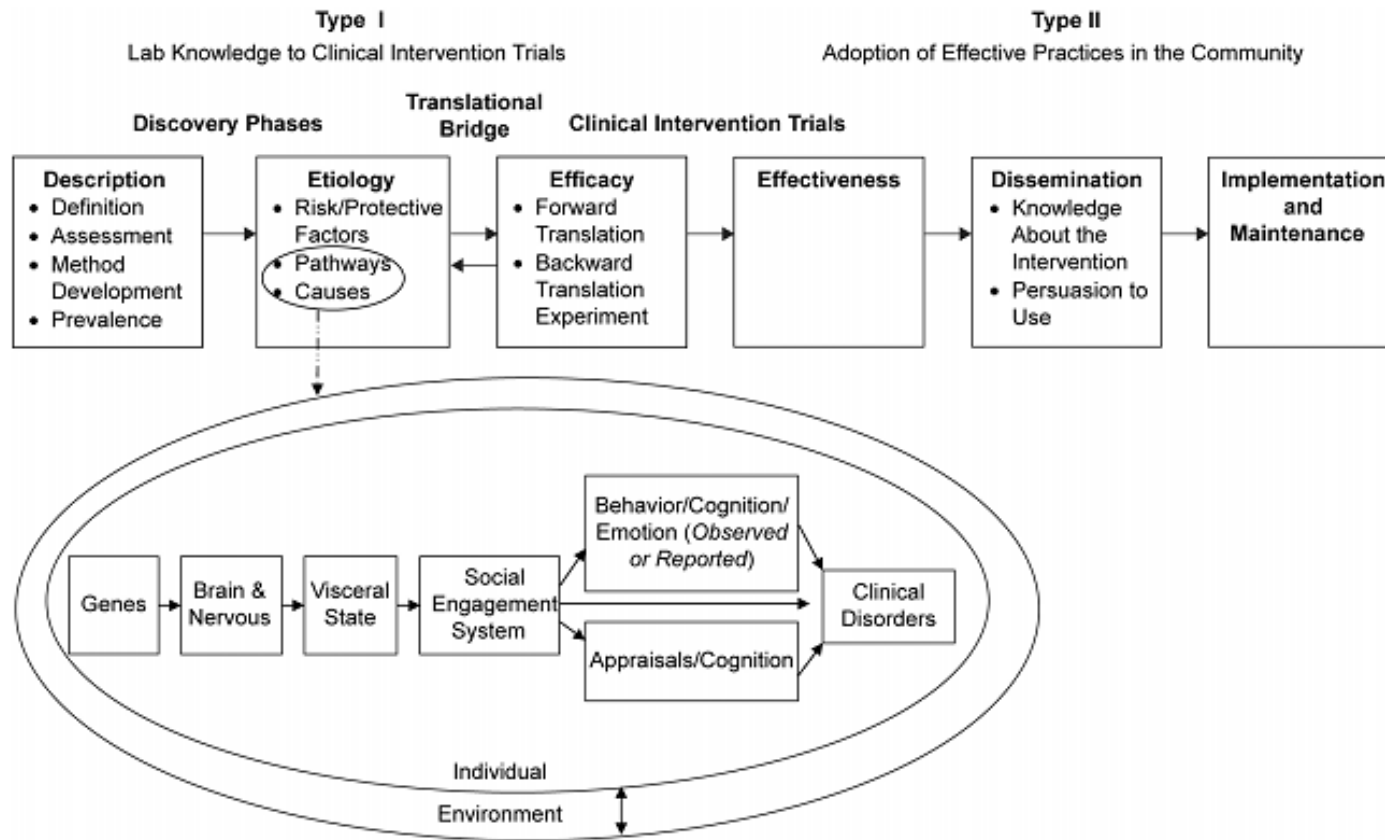 Type I
Lab Knowledge to Clinical Intervention Trials
Type II
Adoption of Effective Practices in the Community
Discovery Phases
Translational
Bridge
Clinical Intervention Trials
Description
• Definition
• Assessment
• Method
Development
• Prevalence
Etiology
• Risk/Protective
Factors
• Pathways
• Causes
Efficacy
• Forward
Translation
• Backward
Translation
Experiment
Effectiveness
Dissemination
• Knowledge
About the
Intervention
• Persuasion to
Use
Implementation
and
Maintenance
Genes
Brain &
Nervous
Visceral
State
Social
Engagement
System
Behavior/Cognition/
Emotion (Observed
or Reported)
Appraisals/Cognition
Clinical
Disorders
Individual
Environment